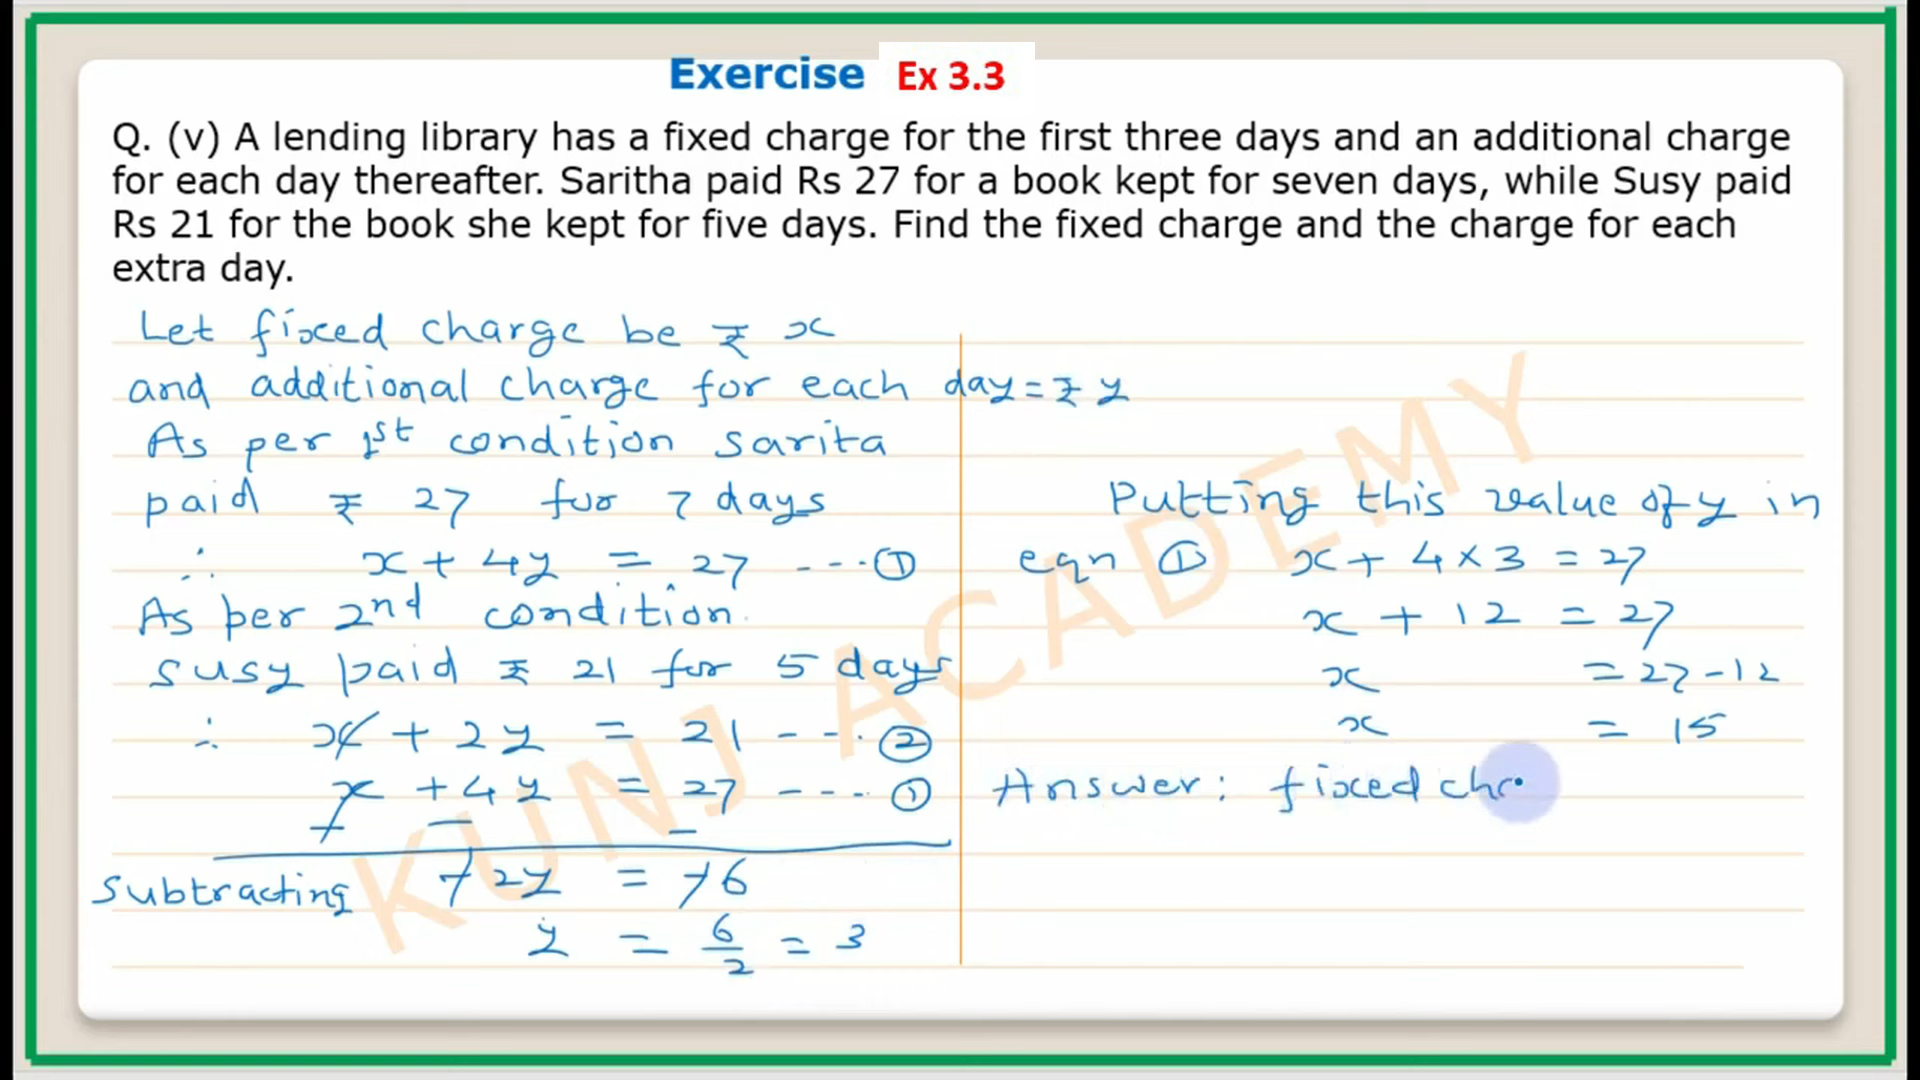 Exercise Ex 3.3
Q. (v) A lending library has a fixed charge for the first three days and an additional charge
for each day thereafter. Saritha paid Rs 27 for a book kept for seven days, while Susy paid
Rs 21 for the book she kept for five days. Find the fixed charge and the charge for each
extra day.
Let fixed charge be ₹ x
and additional charge for each day = ₹ y
As per 1st condition sarita
paid ₹ 27 for 7 days
∴ x + 4y = 27 ---①
As per 2nd condition.
susy paid ₹ 21 for 5 days
∴ x + 2y = 21 ---②
x + 4y = 27 ---①
− − −
Subtracting -2y = -6
y = 6/2 = 3
Putting this value of y in
eqn ① x + 4 × 3 = 27
x + 12 = 27
x = 27 - 12
x = 15
Answer: fixed cha
KUNJ ACADEMY